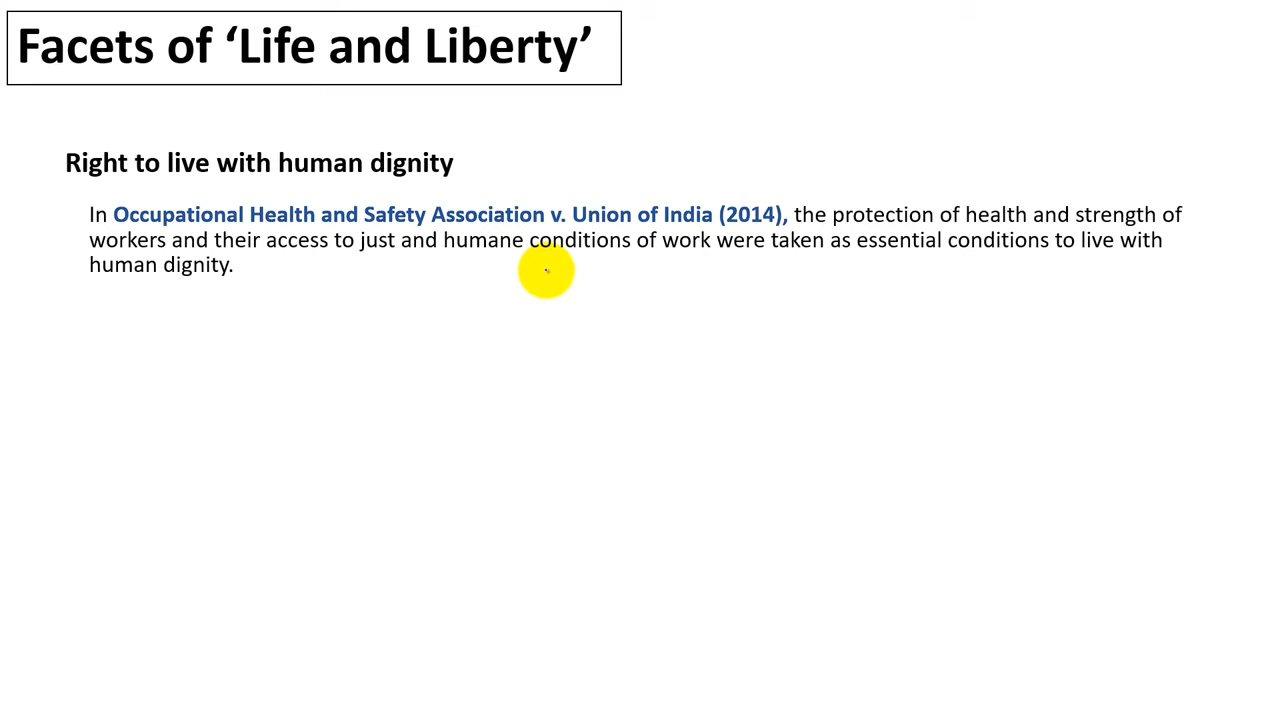 Facets of ‘Life and Liberty’
Right to live with human dignity
In Occupational Health and Safety Association v. Union of India (2014), the protection of health and strength of
workers and their access to just and humane conditions of work were taken as essential conditions to live with
human dignity.